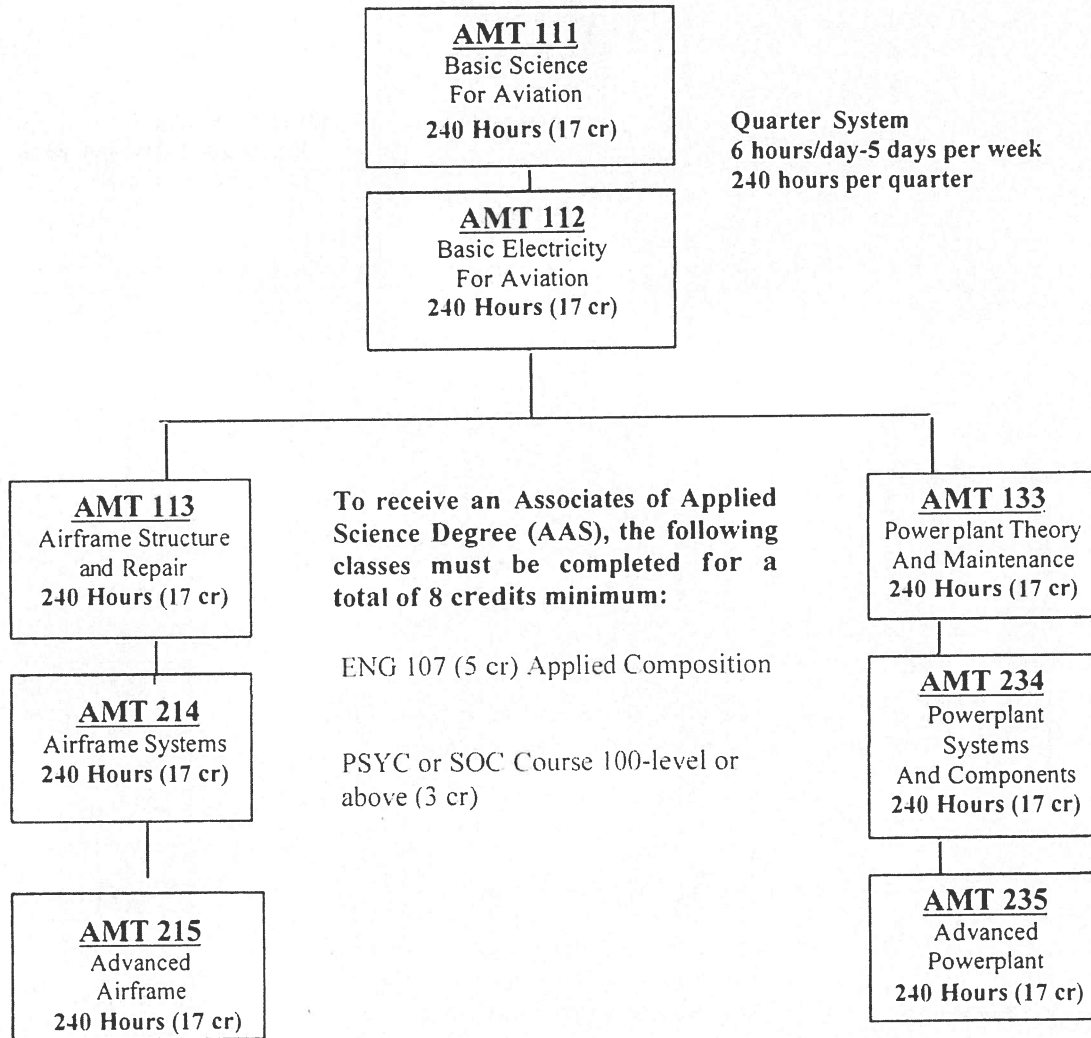 AMT 111
Basic Science
For Aviation
240 Hours (17 cr)
Quarter System
6 hours/day-5 days per week
240 hours per quarter
AMT 112
Basic Electricity
For Aviation
240 Hours (17 cr)
AMT 113
Airframe Structure
and Repair
240 Hours (17 cr)
AMT 214
Airframe Systems
240 Hours (17 cr)
AMT 215
Advanced
Airframe
240 Hours (17 cr)
To receive an Associates of Applied
Science Degree (AAS), the following
classes must be completed for a
total of 8 credits minimum:
ENG 107 (5 cr) Applied Composition
PSYC or SOC Course 100-level or
above (3 cr)
AMT 133
Powerplant Theory
And Maintenance
240 Hours (17 cr)
AMT 234
Powerplant
Systems
And Components
240 Hours (17 cr)
AMT 235
Advanced
Powerplant
240 Hours (17 cr)